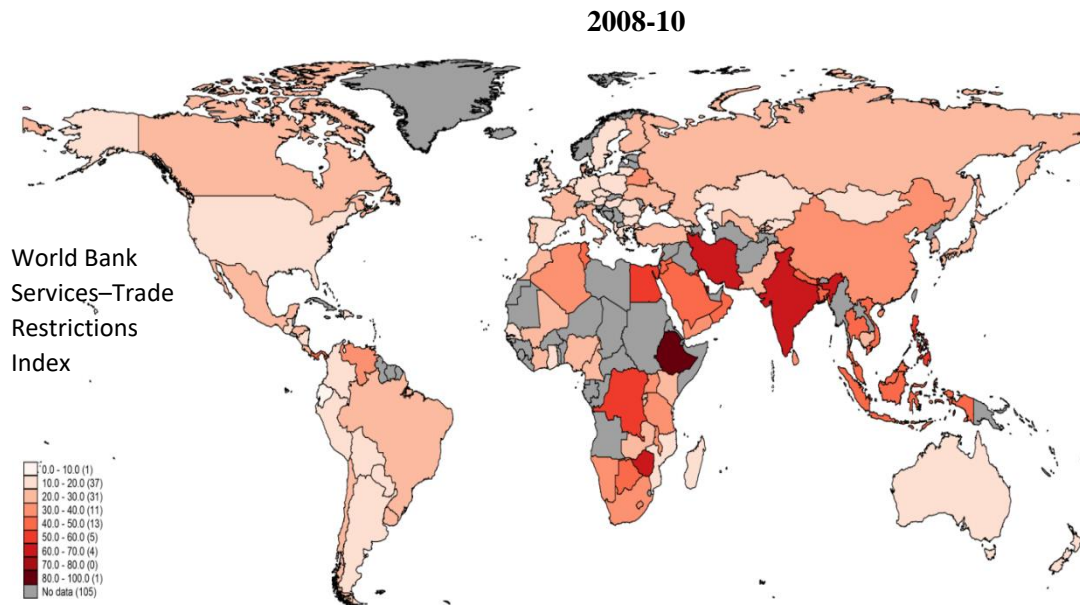 2008-10
World Bank
Services–Trade
Restrictions
Index
0.0 - 10.0 (1)
10.0 - 20.0 (37)
20.0 - 30.0 (31)
30.0 - 40.0 (11)
40.0 - 50.0 (13)
50.0 - 60.0 (5)
60.0 - 70.0 (4)
70.0 - 80.0 (0)
80.0 - 100.0 (1)
No data (105)